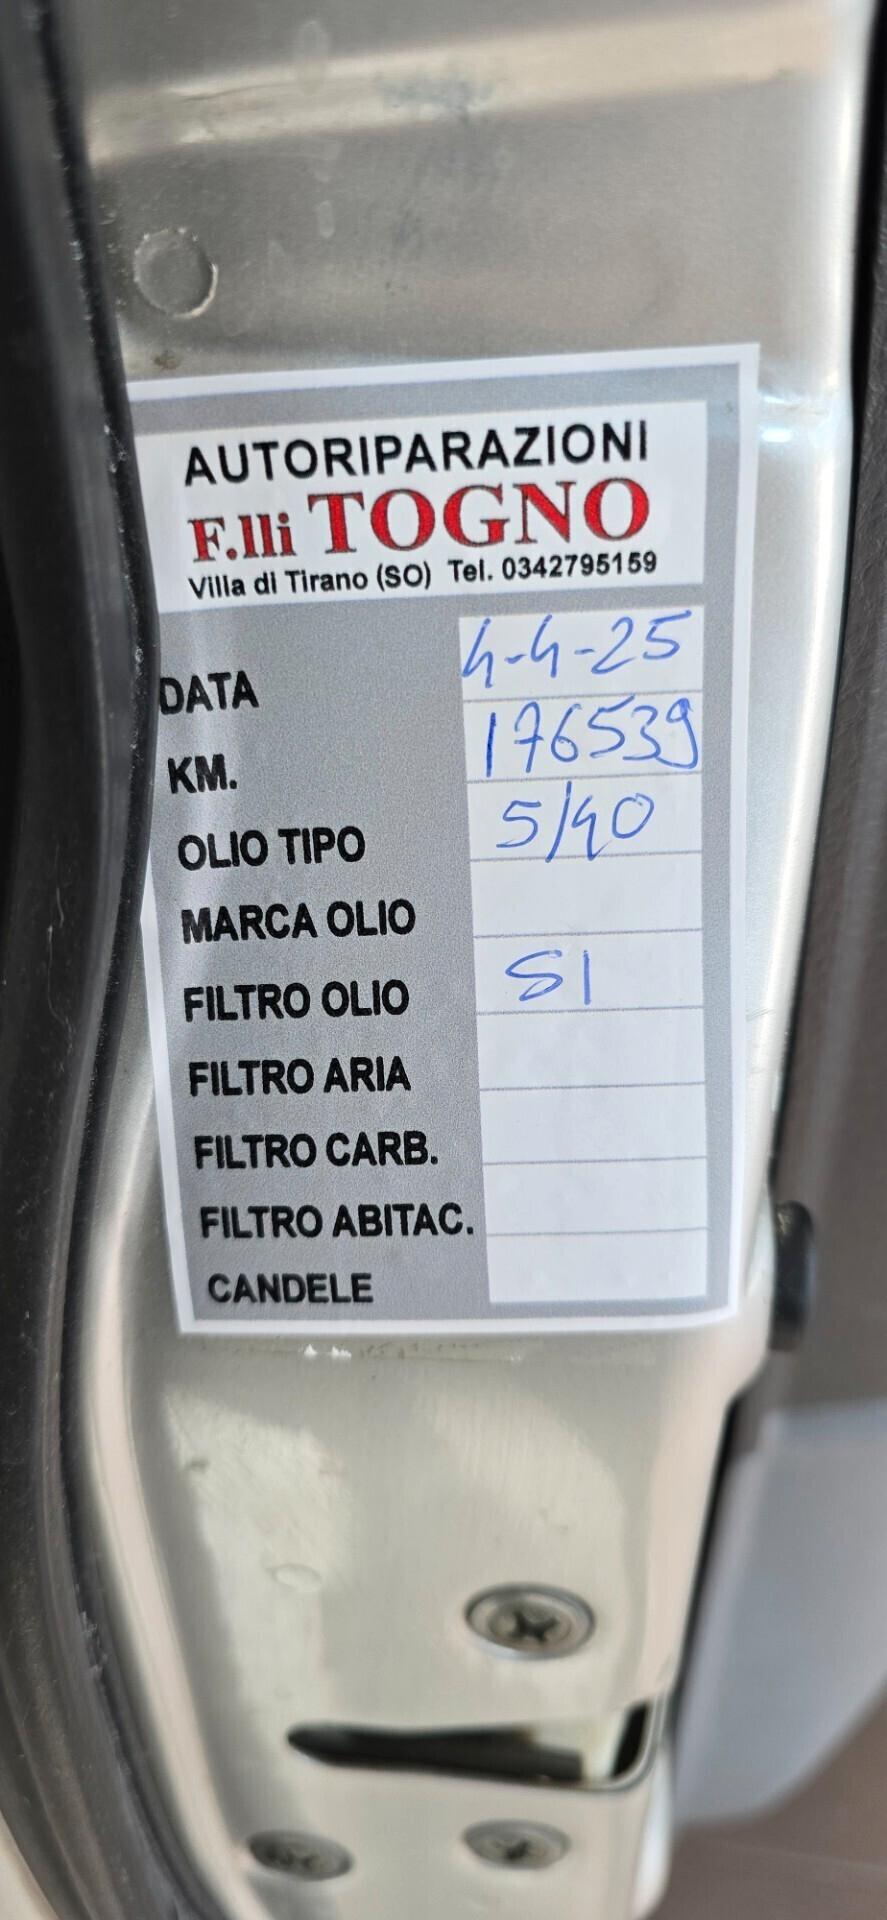 AUTORIPARAZIONI
F.lli TOGNO
Villa di Tirano (SO) Tel. 0342795159
DATA 4-4-25
KM. 176539
OLIO TIPO 5/40
MARCA OLIO
FILTRO OLIO SI
FILTRO ARIA
FILTRO CARB.
FILTRO ABITAC.
CANDELE